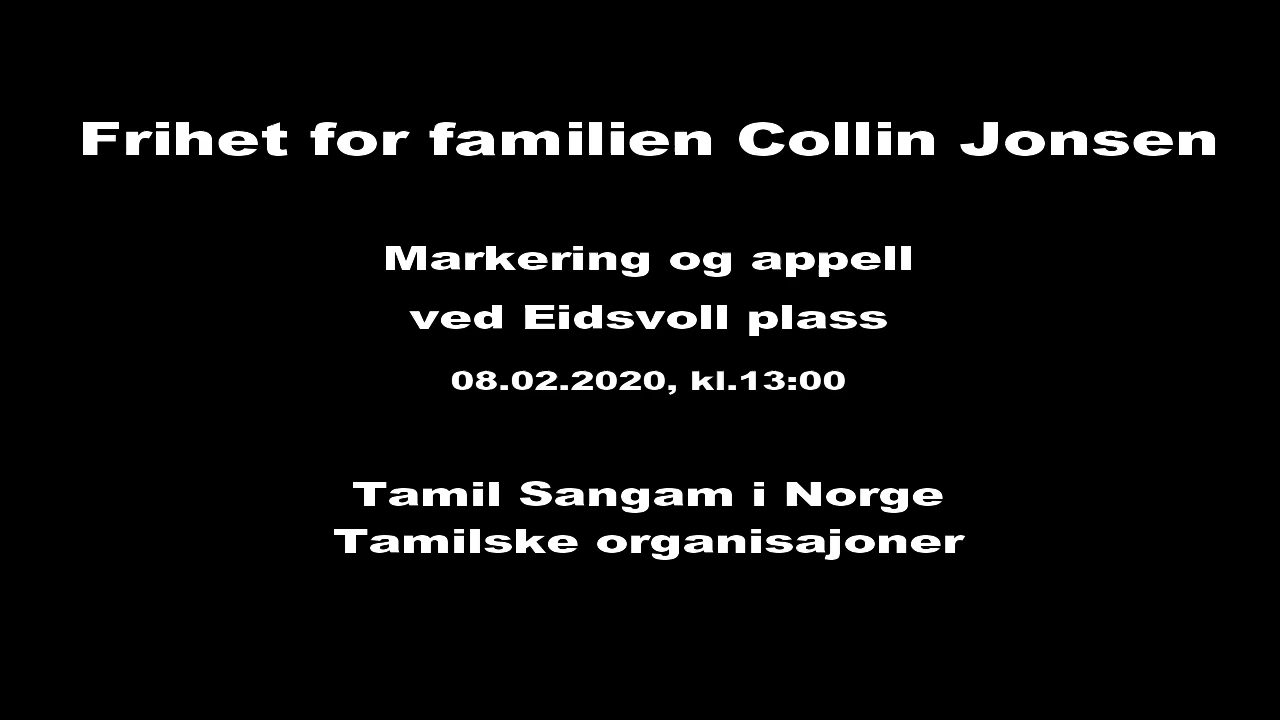 Frihet for familien Collin Jonsen
Markering og appell
ved Eidsvoll plass
08.02.2020, kl.13:00
Tamil Sangam i Norge
Tamilske organisajoner